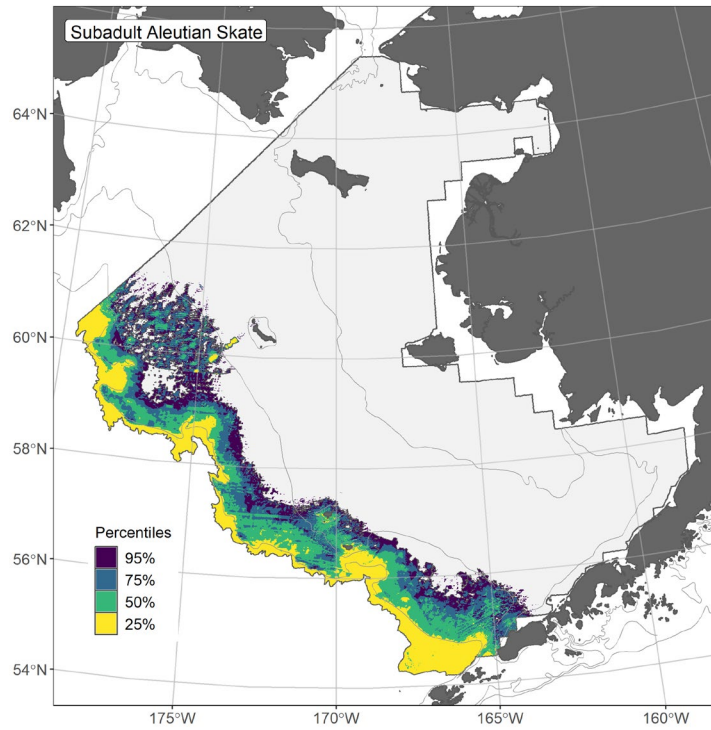 Subadult Aleutian Skate
64°N
62°N
60°N
58°N
56°N
54°N
Percentiles
95%
75%
50%
25%
175°W
170°W
165°W
160°W